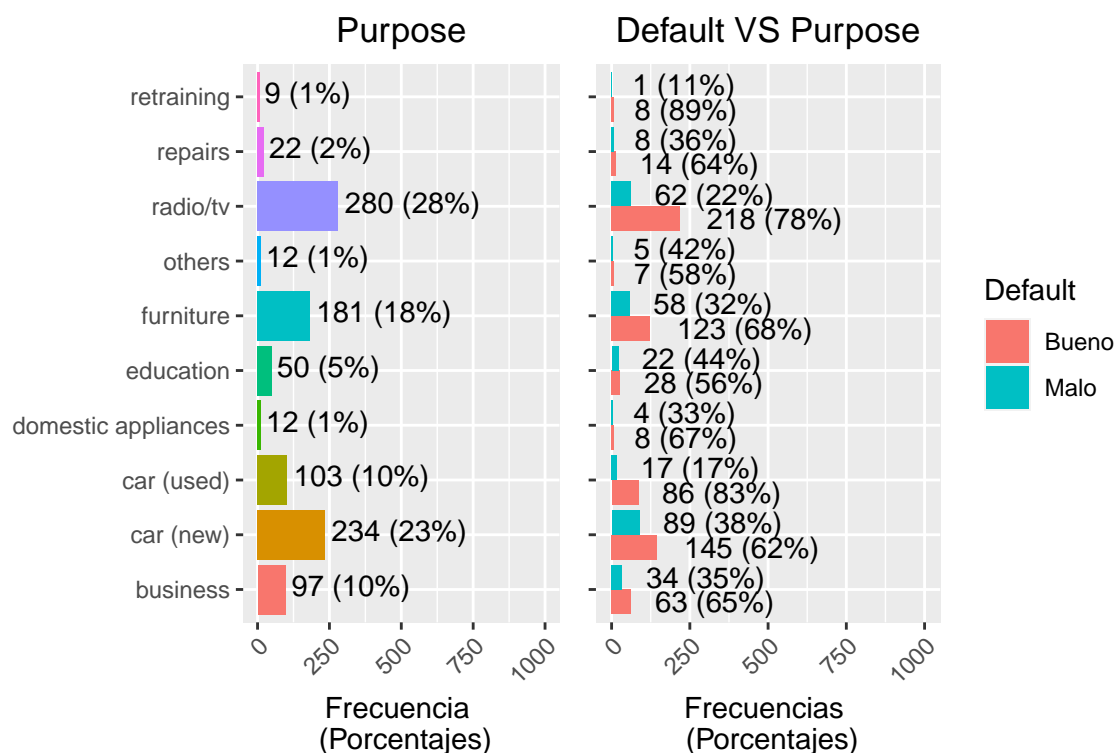 Purpose
Default VS Purpose
retraining
9 (1%)
1 (11%)
8 (89%)
repairs
22 (2%)
8 (36%)
14 (64%)
radio/tv
280 (28%)
62 (22%)
218 (78%)
others
12 (1%)
5 (42%)
7 (58%)
furniture
181 (18%)
58 (32%)
123 (68%)
education
50 (5%)
22 (44%)
28 (56%)
domestic appliances
12 (1%)
4 (33%)
8 (67%)
car (used)
103 (10%)
17 (17%)
86 (83%)
car (new)
234 (23%)
89 (38%)
145 (62%)
business
97 (10%)
34 (35%)
63 (65%)
0
250
500
750
1000
0
250
500
750
1000
Frecuencia
(Porcentajes)
Frecuencias
(Porcentajes)
Default
Bueno
Malo